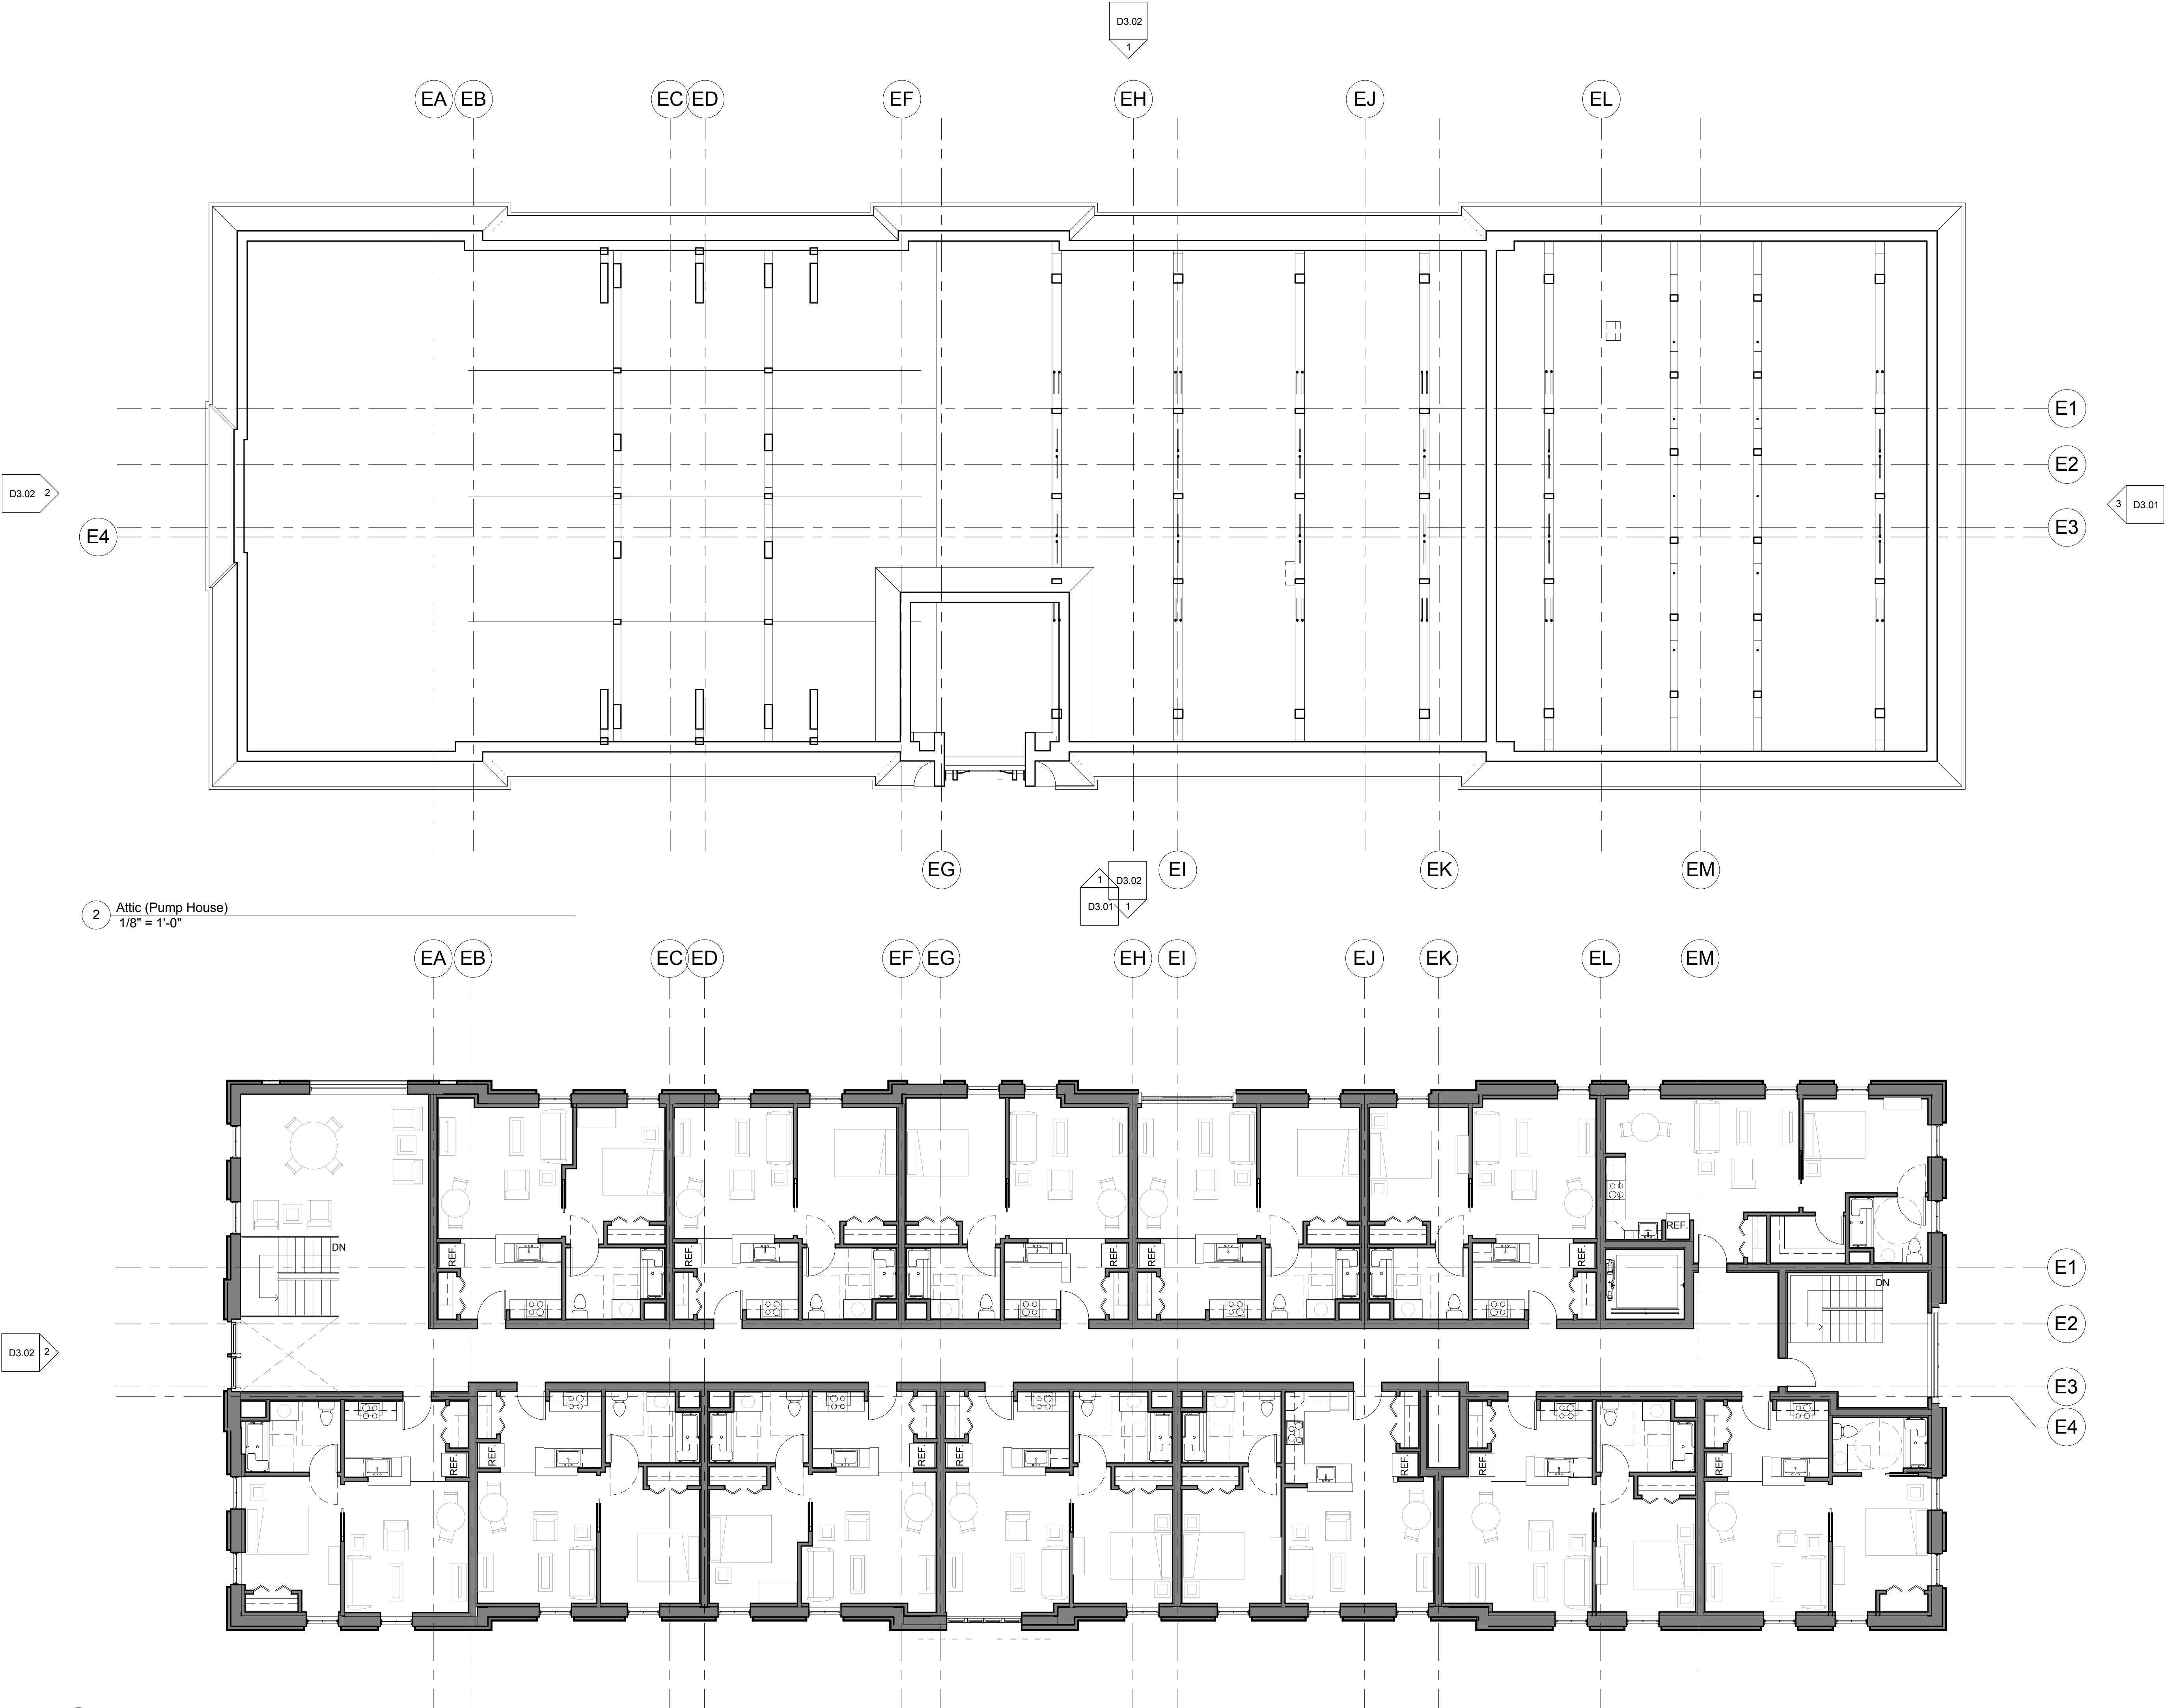 D3.02
1
EA EB EC ED EF EH EJ EL
E1
E2
D3.02 2
3 D3.01
E3
E4
EG EI EK EM
1 D3.02
D3.01 1
2 Attic (Pump House)
1/8" = 1'-0"
EA EB EC ED EF EG EH EI EJ EK EL EM
REF.
DN
REF. REF. REF. REF. REF.
E1
DN
E2
D3.02 2
E3
E4
REF. REF. REF. REF. REF. REF. REF.